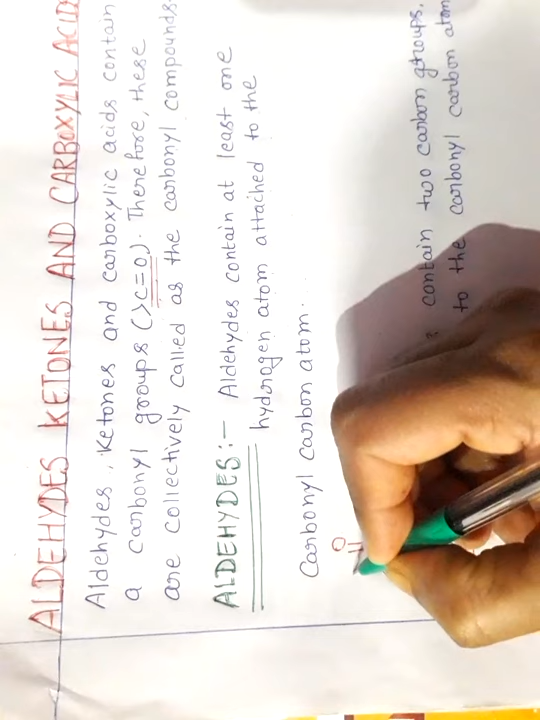 ALDEHYDES KETONES AND CARBOXYLIC ACIDS
Aldehydes, Ketones and carboxylic acids contain
a carbonyl groups (>C=O). Therefore, these
are collectively called as the carbonyl compounds.
ALDEHYDES:- Aldehydes contain at least one
hydrogen atom attached to the
Carbonyl carbon atom.
O
contain two carbon groups.
to the carbonyl carbon atom